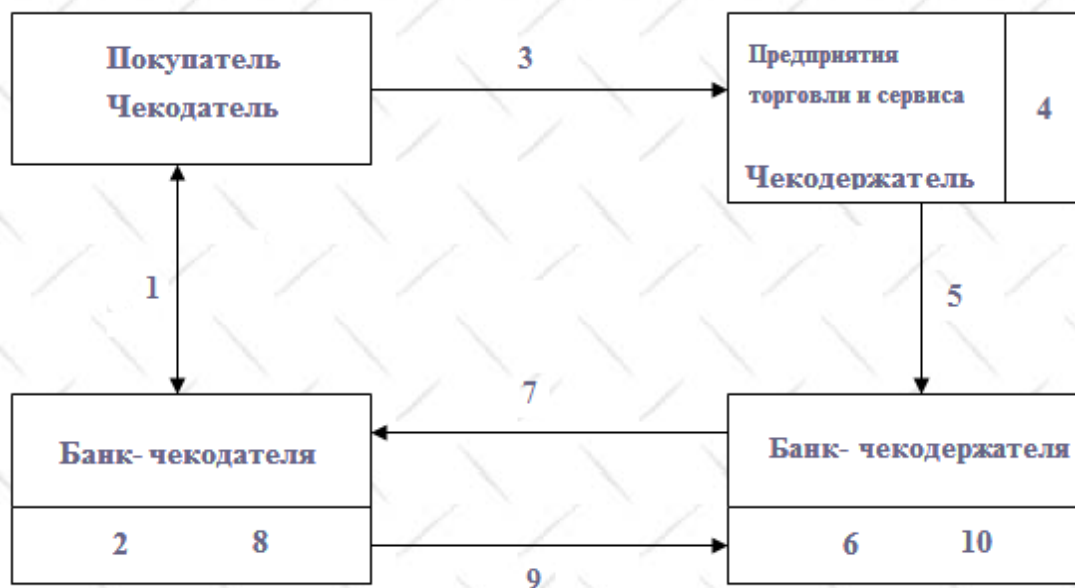 Покупатель
Чекодатель
3
Предприятия
торговли и сервиса
Чекодержатель
4
1
5
7
Банк- чекодателя
Банк- чекодержателя
2 8
6 10
9